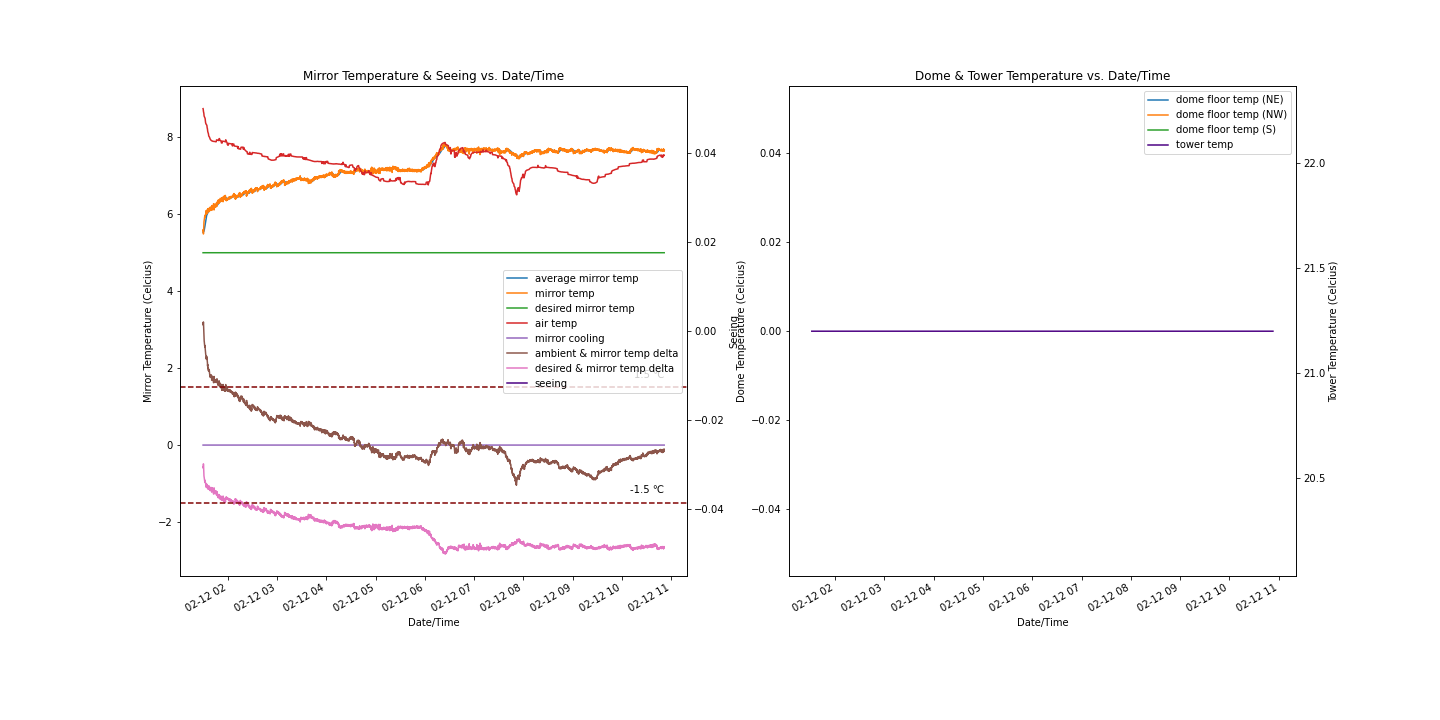 Mirror Temperature & Seeing vs. Date/Time
Mirror Temperature (Celcius)
8
6
4
2
0
−2
average mirror temp
mirror temp
desired mirror temp
air temp
mirror cooling
ambient & mirror temp delta
desired & mirror temp delta
seeing
1.5 °C
-1.5 °C
0.04
0.02
0.00
−0.02
−0.04
Seeing
02-12 02
02-12 03
02-12 04
02-12 05
02-12 06
02-12 07
02-12 08
02-12 09
02-12 10
02-12 11
Date/Time
Dome & Tower Temperature vs. Date/Time
Dome Temperature (Celcius)
0.04
0.02
0.00
−0.02
−0.04
dome floor temp (NE)
dome floor temp (NW)
dome floor temp (S)
tower temp
22.0
21.5
21.0
20.5
Tower Temperature (Celcius)
02-12 02
02-12 03
02-12 04
02-12 05
02-12 06
02-12 07
02-12 08
02-12 09
02-12 10
02-12 11
Date/Time